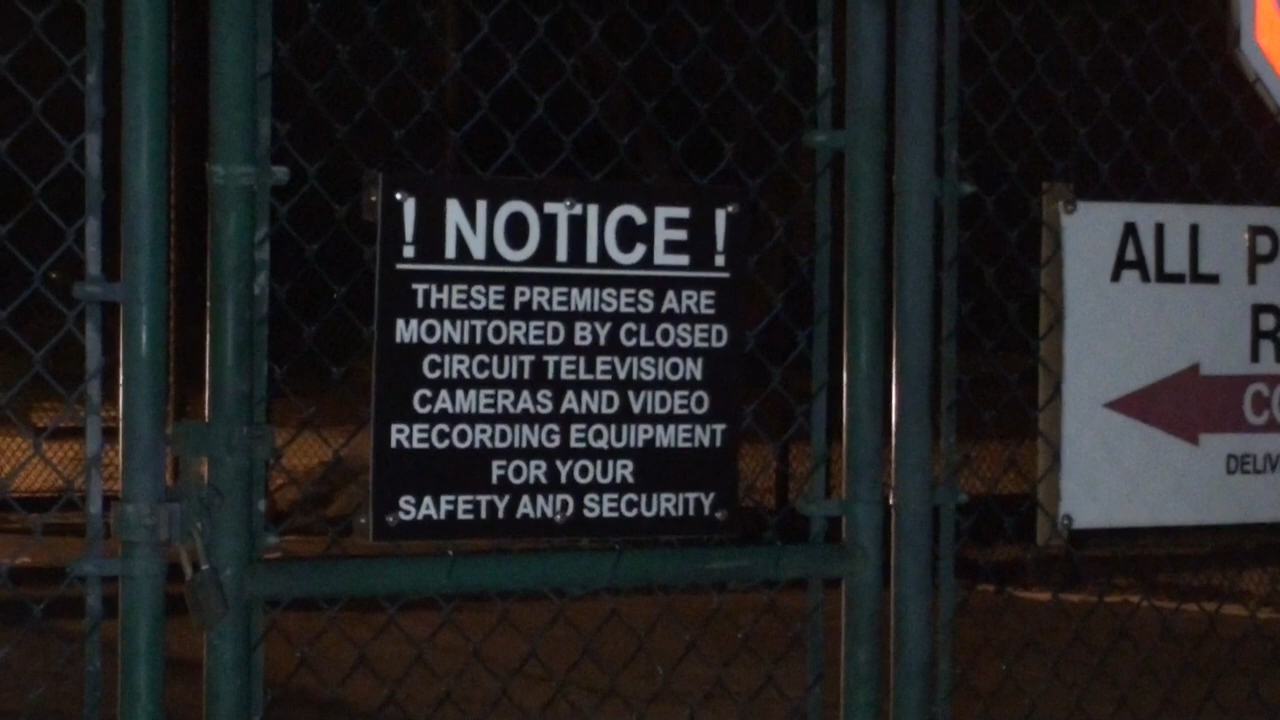 ! NOTICE !
THESE PREMISES ARE
MONITORED BY CLOSED
CIRCUIT TELEVISION
CAMERAS AND VIDEO
RECORDING EQUIPMENT
FOR YOUR
SAFETY AND SECURITY.
ALL